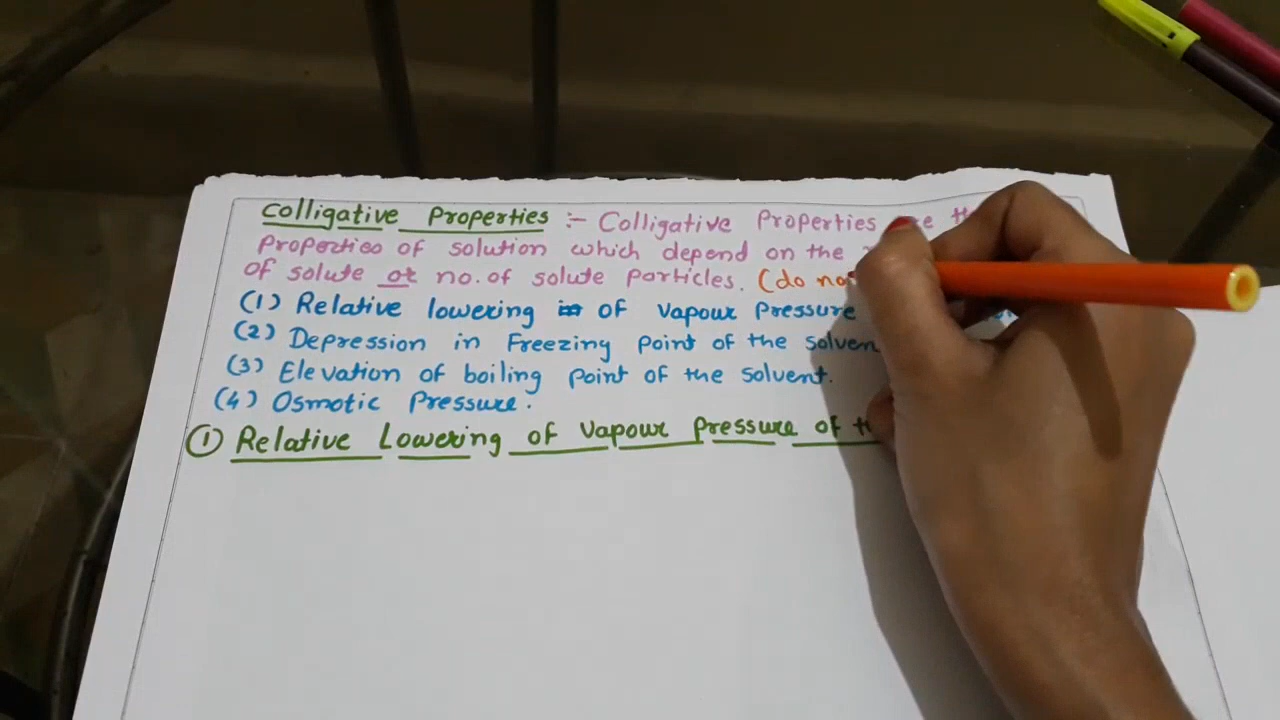 Colligative Properties :- Colligative Properties
Properties of solution which depend on the
of solute or no. of solute particles. (do no
(1) Relative lowering of vapour pressure
(2) Depression in Freezing point of the solven
(3) Elevation of boiling point of the solvent.
(4) Osmotic Pressure.
① Relative Lowering of vapour pressure of